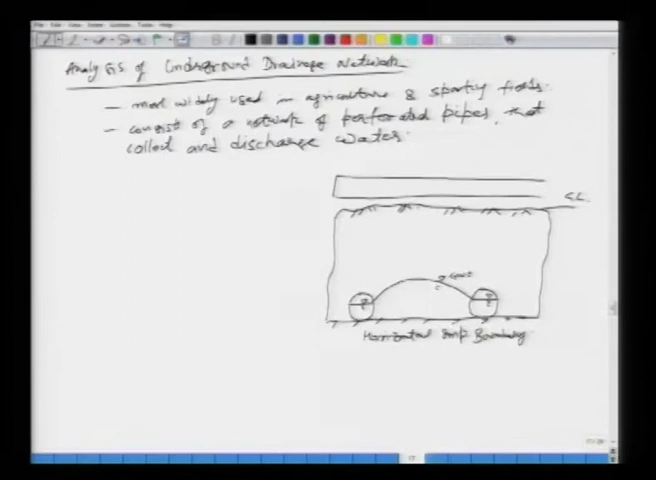 Analysis of Underground Drainage Network
- most widely used in agriculture & sporting fields.
- consist of a network of perforated pipes, that
collect and discharge water.
G.L.
Horizontal Imp Boundary